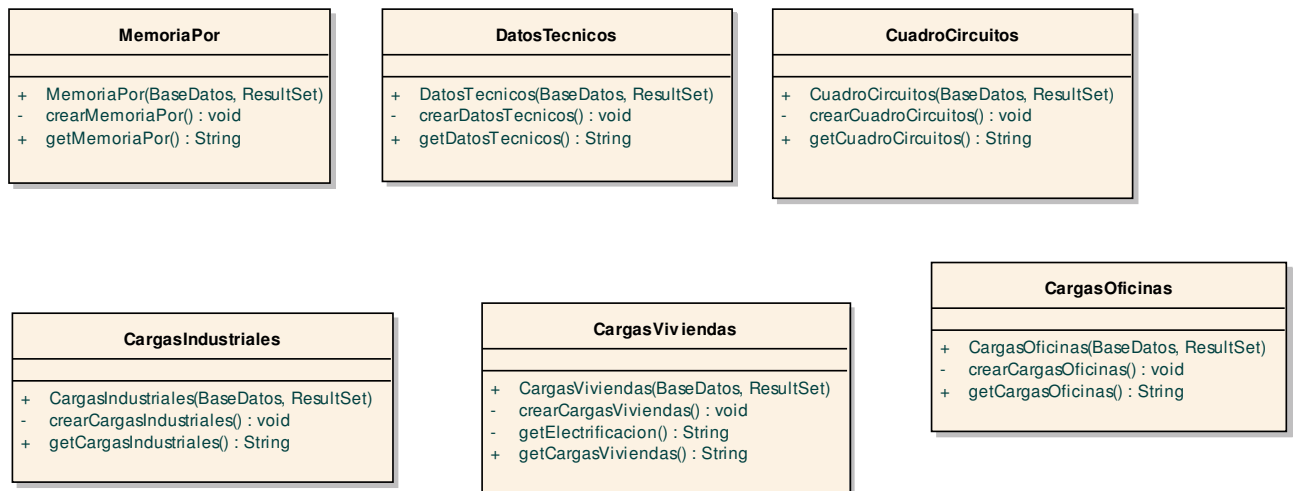 MemoriaPor
+ MemoriaPor(BaseDatos, ResultSet)
- crearMemoriaPor() : void
+ getMemoriaPor() : String
DatosTecnicos
+ DatosTecnicos(BaseDatos, ResultSet)
- crearDatosTecnicos() : void
+ getDatosTecnicos() : String
CuadroCircuitos
+ CuadroCircuitos(BaseDatos, ResultSet)
- crearCuadroCircuitos() : void
+ getCuadroCircuitos() : String
CargasIndustriales
+ CargasIndustriales(BaseDatos, ResultSet)
- crearCargasIndustriales() : void
+ getCargasIndustriales() : String
CargasViviendas
+ CargasViviendas(BaseDatos, ResultSet)
- crearCargasViviendas() : void
- getElectrificacion() : String
+ getCargasViviendas() : String
CargasOficinas
+ CargasOficinas(BaseDatos, ResultSet)
- crearCargasOficinas() : void
+ getCargasOficinas() : String